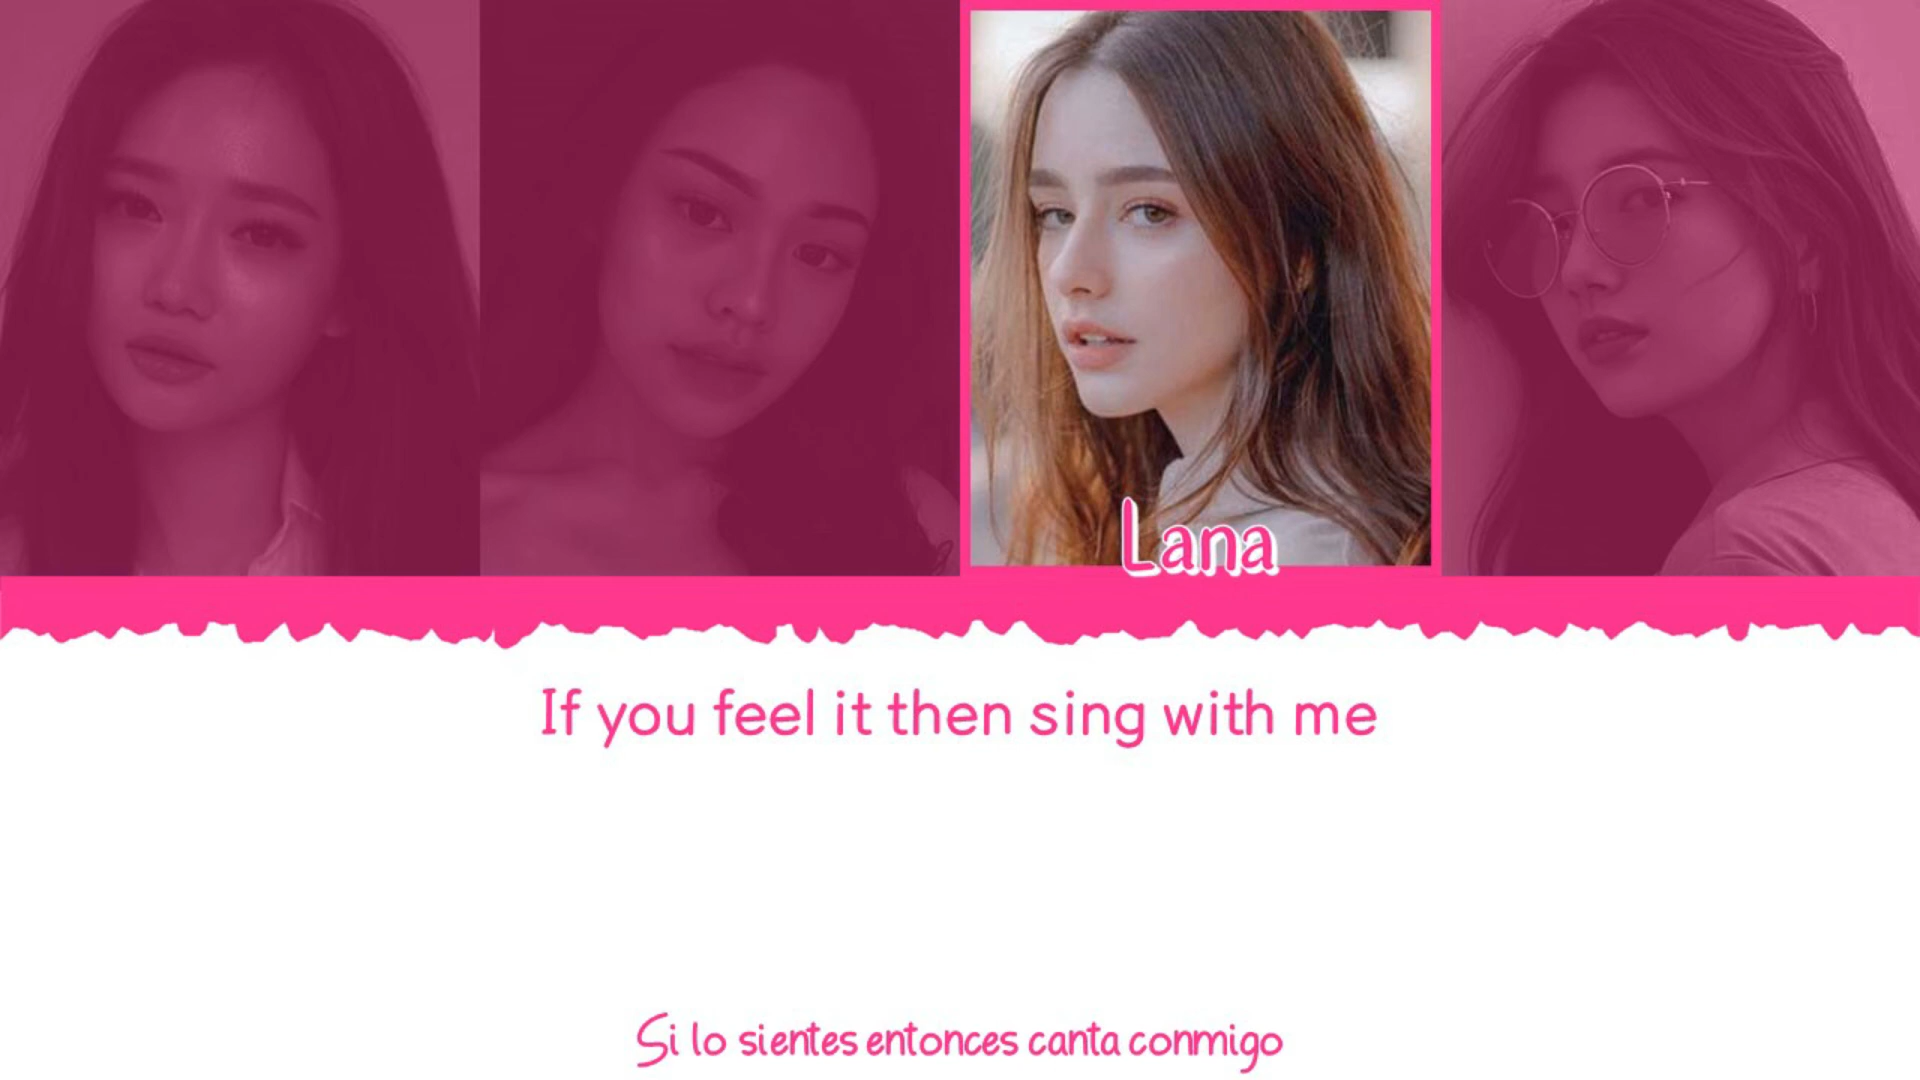 Lana
If you feel it then sing with me
Si lo sientes entonces canta conmigo